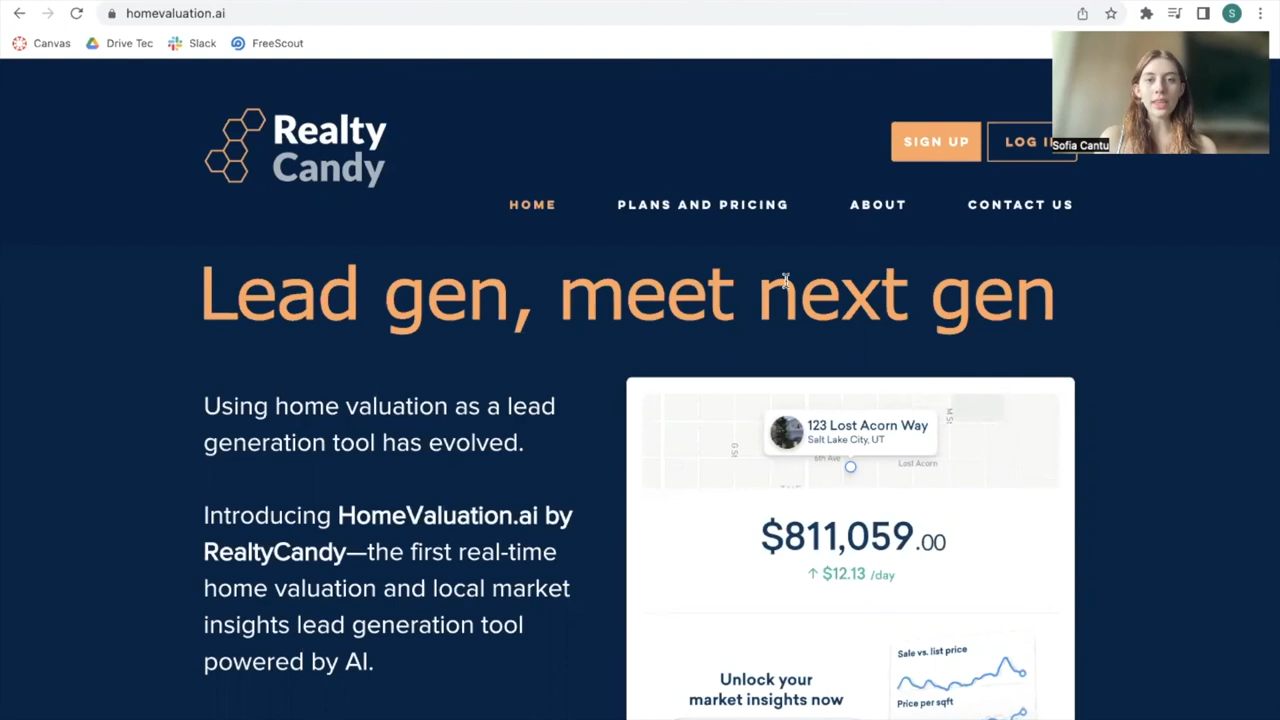 homevaluation.ai
S
Canvas
Drive Tec
Slack
FreeScout
Sofia Cantu
Realty
Candy
SIGN UP
LOG I
HOME
PLANS AND PRICING
ABOUT
CONTACT US
Lead gen, meet next gen
Using home valuation as a lead
generation tool has evolved.
Introducing HomeValuation.ai by
RealtyCandy—the first real-time
home valuation and local market
insights lead generation tool
powered by AI.
123 Lost Acorn Way
Salt Lake City, UT
G St
M St
6th Ave
Lost Acorn
$811,059.00
↑ $12.13 /day
Unlock your
market insights now
Sale vs. list price
Price per sqft